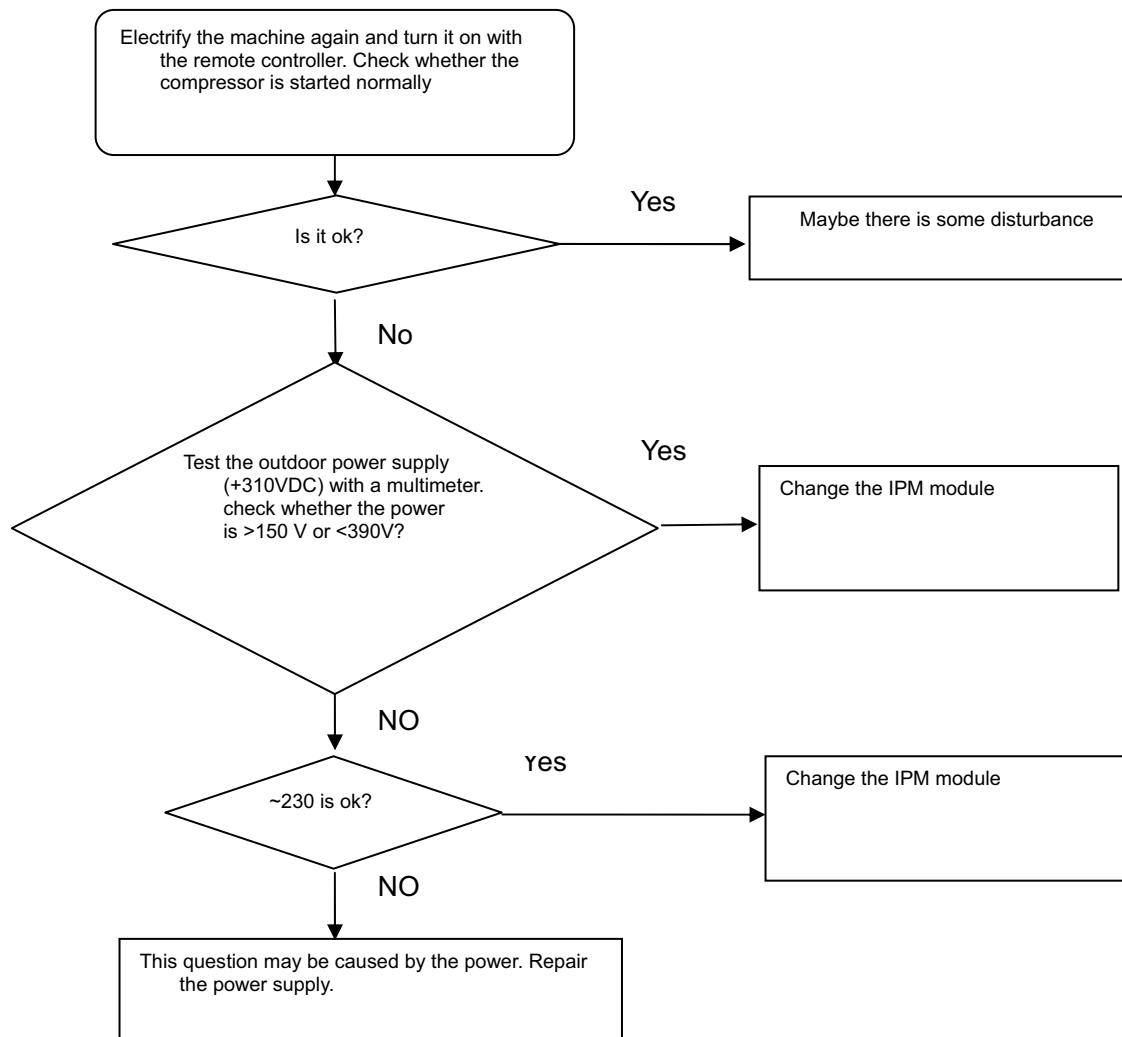 Electrify the machine again and turn it on with
the remote controller. Check whether the
compressor is started normally
Is it ok?
Yes
Maybe there is some disturbance
No
Test the outdoor power supply
(+310VDC) with a multimeter.
check whether the power
is >150 V or <390V?
Yes
Change the IPM module
NO
~230 is ok?
Yes
Change the IPM module
NO
This question may be caused by the power. Repair
the power supply.